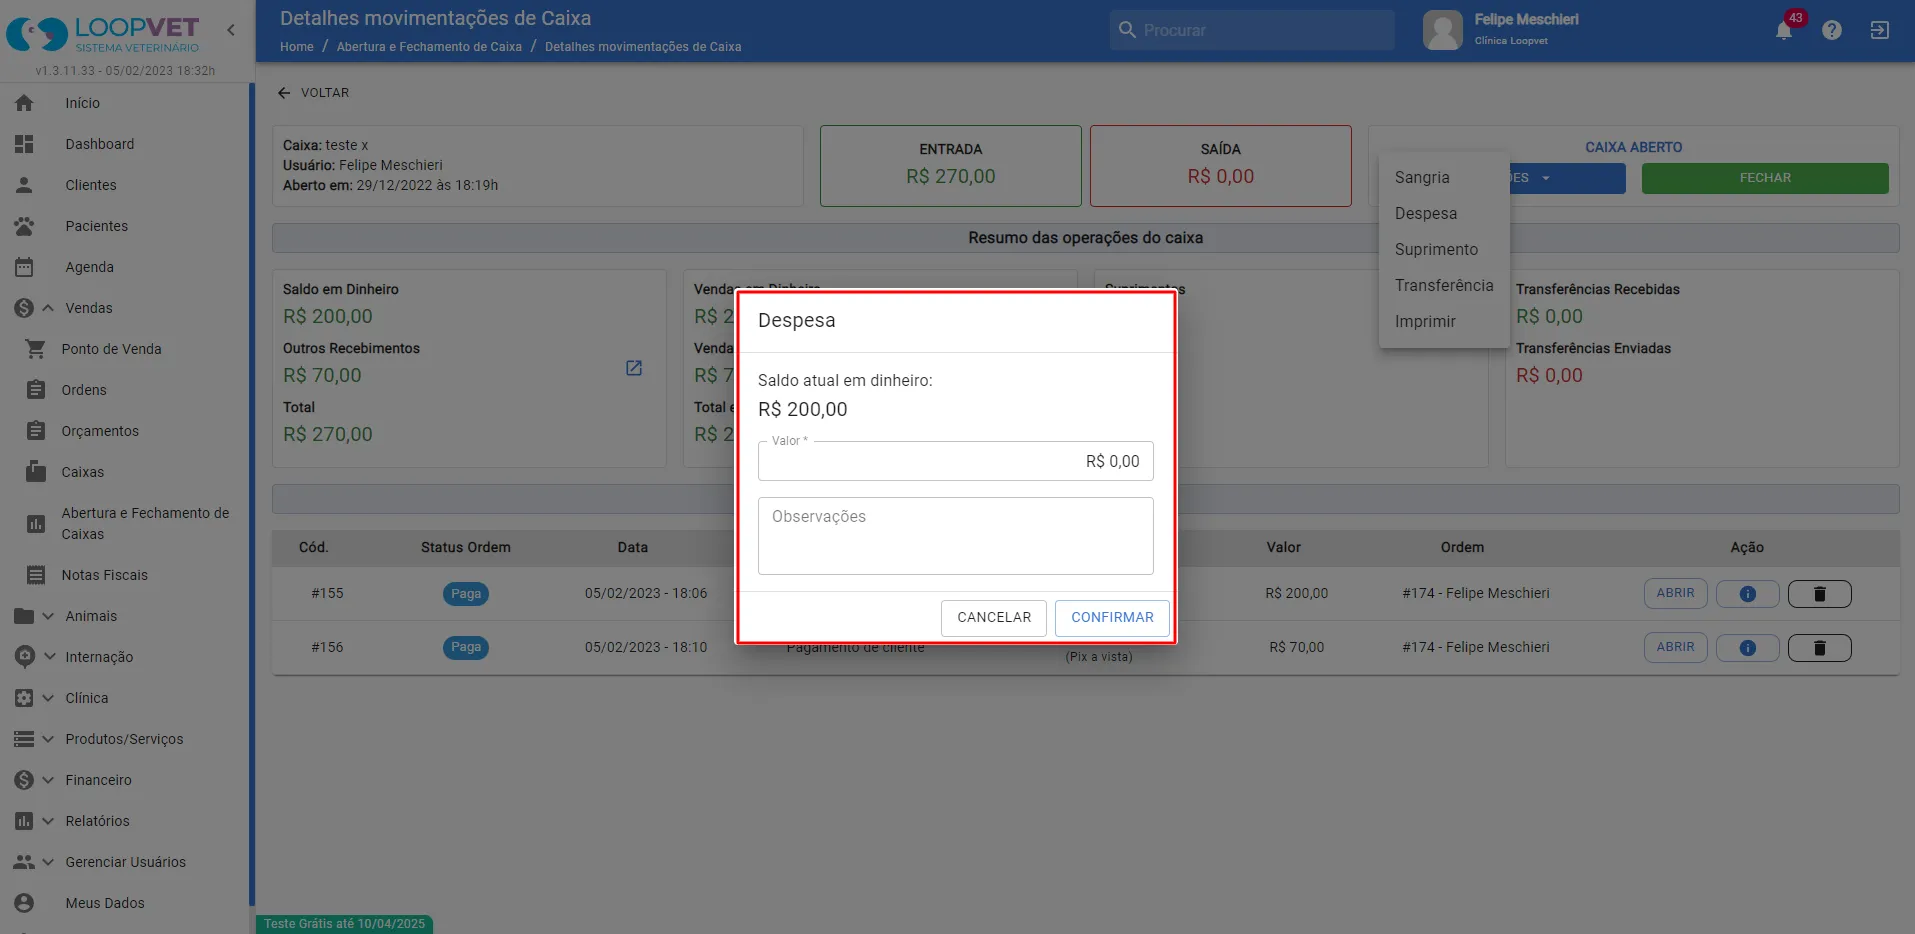 LOOPVET
SISTEMA VETERINÁRIO
v1.3.11.33 - 05/02/2023 18:32h
Início
Dashboard
Clientes
Pacientes
Agenda
Vendas
Ponto de Venda
Ordens
Orçamentos
Caixas
Abertura e Fechamento de
Caixas
Notas Fiscais
Animais
Internação
Clínica
Produtos/Serviços
Financeiro
Relatórios
Gerenciar Usuários
Meus Dados
Detalhes movimentações de Caixa
Home / Abertura e Fechamento de Caixa / Detalhes movimentações de Caixa
Procurar
Felipe Meschieri
Clínica Loopvet
43
VOLTAR
Caixa: teste x
Usuário: Felipe Meschieri
Aberto em: 29/12/2022 às 18:19h
ENTRADA
R$ 270,00
SAÍDA
R$ 0,00
CAIXA ABERTO
FECHAR
Sangria
Despesa
Suprimento
Transferência
Imprimir
Resumo das operações do caixa
Saldo em Dinheiro
R$ 200,00
Outros Recebimentos
R$ 70,00
Total
R$ 270,00
Vendas em Dinheiro
Suprimentos
Transferências Recebidas
R$ 0,00
Transferências Enviadas
R$ 0,00
Despesa
Saldo atual em dinheiro:
R$ 200,00
Valor *
R$ 0,00
Observações
CANCELAR
CONFIRMAR
Cód. Status Ordem Data Valor Ordem Ação
#155 Paga 05/02/2023 - 18:06 R$ 200,00 #174 - Felipe Meschieri ABRIR
#156 Paga 05/02/2023 - 18:10 Pagamento de cliente (Pix a vista) R$ 70,00 #174 - Felipe Meschieri ABRIR
Teste Grátis até 10/04/2025